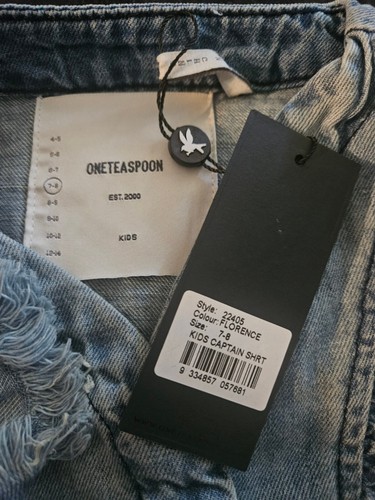 4-5
5-6
6-7
7-8
8-9
9-10
10-12
12-14
ONETEASPOON
EST.2000
KIDS
Style: 22405
Colour: FLORENCE
Size: 7-8
KIDS CAPTAIN SHRT
9 334857 057681